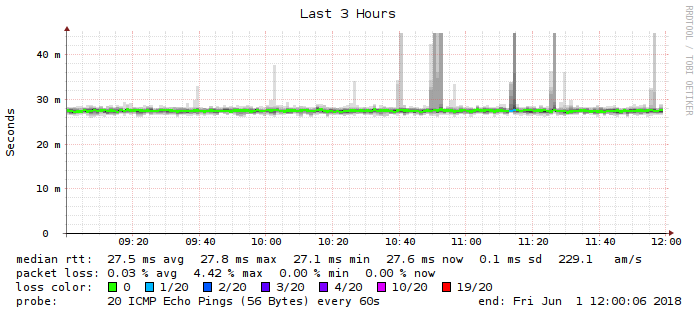 Last 3 Hours
RRDTOOL / TOBI OETIKER
Seconds
40 m
30 m
20 m
10 m
0
09:20 09:40 10:00 10:20 10:40 11:00 11:20 11:40 12:00
median rtt: 27.5 ms avg 27.8 ms max 27.1 ms min 27.6 ms now 0.1 ms sd 229.1 am/s
packet loss: 0.03 % avg 4.42 % max 0.00 % min 0.00 % now
loss color: 0 1/20 2/20 3/20 4/20 10/20 19/20
probe: 20 ICMP Echo Pings (56 Bytes) every 60s end: Fri Jun 1 12:00:06 2018